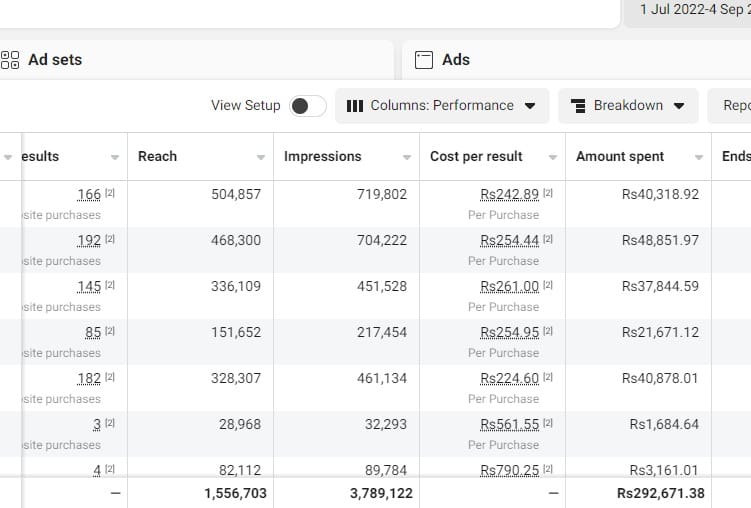 1 Jul 2022-4 Sep 2
Ad sets
Ads
View Setup
Columns: Performance
Breakdown
Repo
esults Reach Impressions Cost per result Amount spent Ends
166 [2] 504,857 719,802 Rs242.89 [2] Rs40,318.92
site purchases Per Purchase
192 [2] 468,300 704,222 Rs254.44 [2] Rs48,851.97
site purchases Per Purchase
145 [2] 336,109 451,528 Rs261.00 [2] Rs37,844.59
site purchases Per Purchase
85 [2] 151,652 217,454 Rs254.95 [2] Rs21,671.12
site purchases Per Purchase
182 [2] 328,307 461,134 Rs224.60 [2] Rs40,878.01
site purchases Per Purchase
3 [2] 28,968 32,293 Rs561.55 [2] Rs1,684.64
site purchases Per Purchase
4 [2] 82,112 89,784 Rs790.25 [2] Rs3,161.01
— 1,556,703 3,789,122 — Rs292,671.38